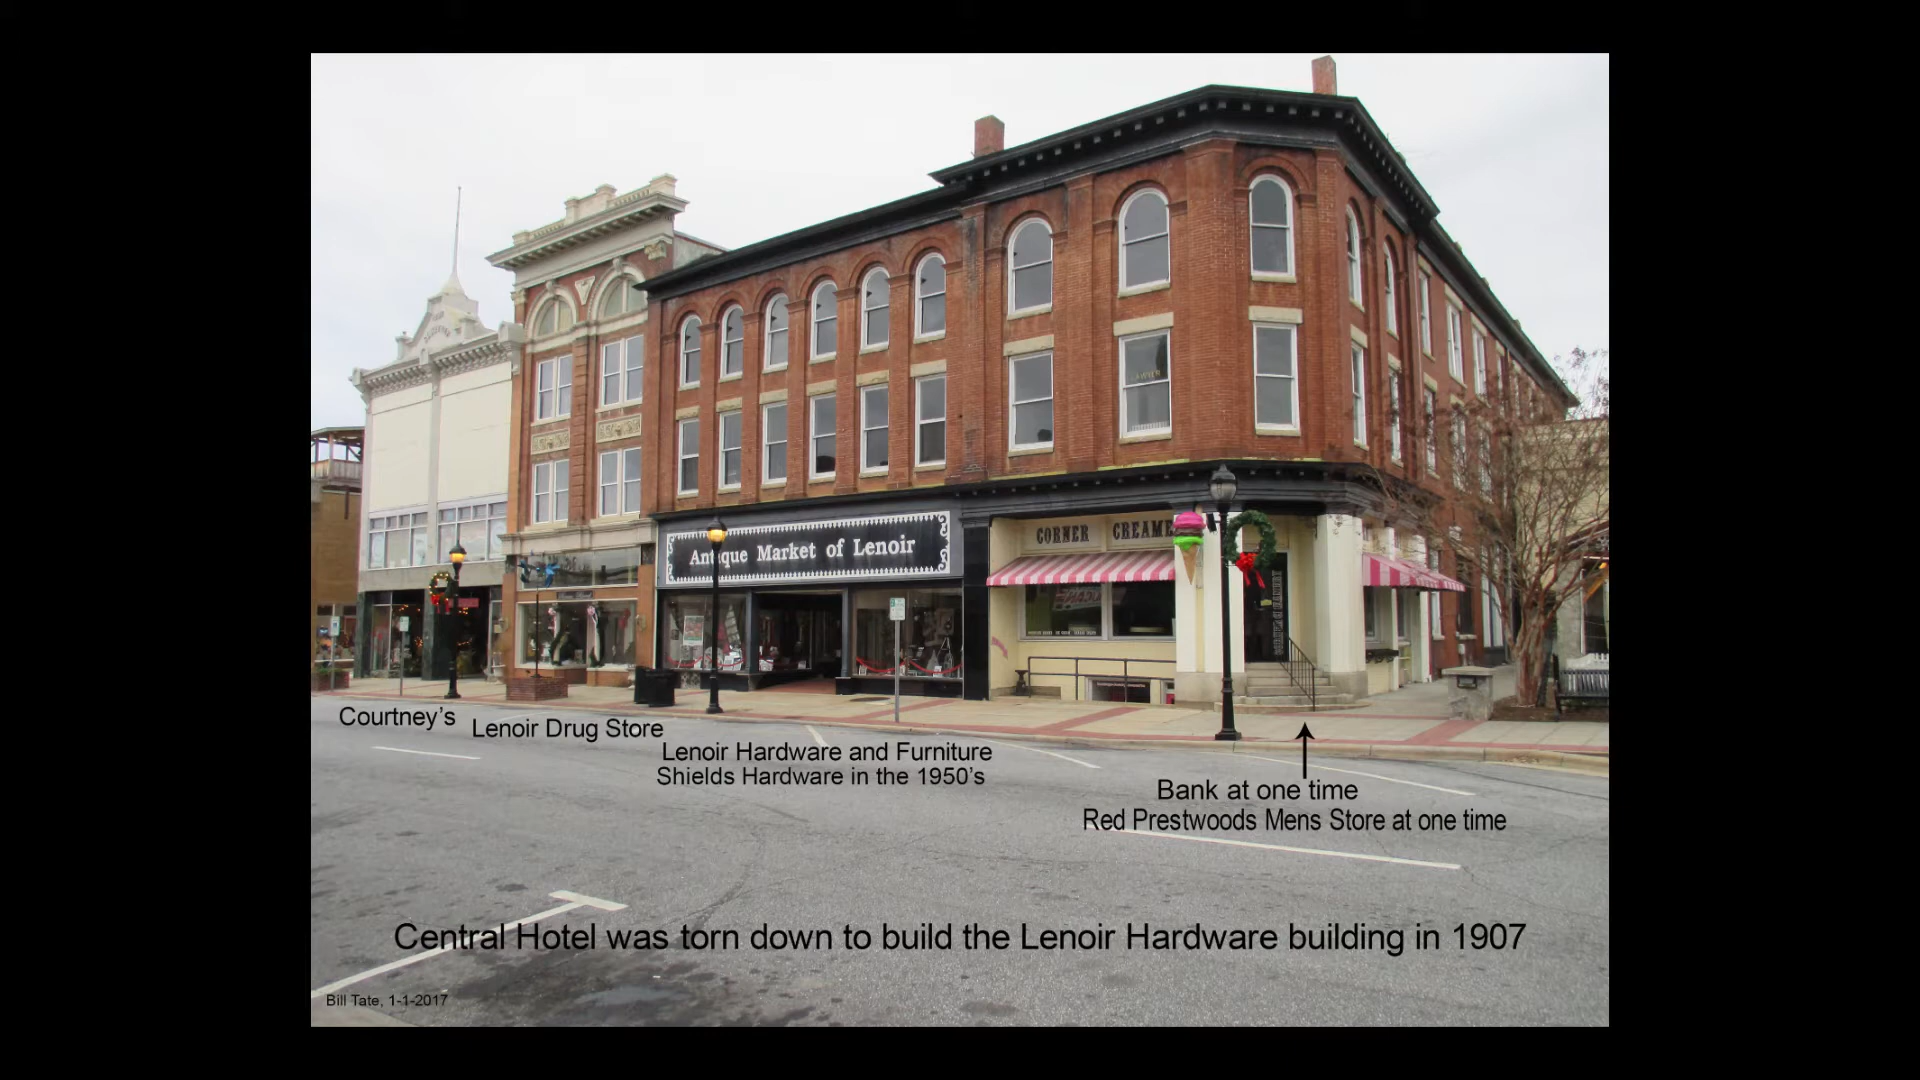 Antique Market of Lenoir
CORNER CREAME
Courtney's
Lenoir Drug Store
Lenoir Hardware and Furniture
Shields Hardware in the 1950's
Bank at one time
Red Prestwoods Mens Store at one time
Central Hotel was torn down to build the Lenoir Hardware building in 1907
Bill Tate, 1-1-2017